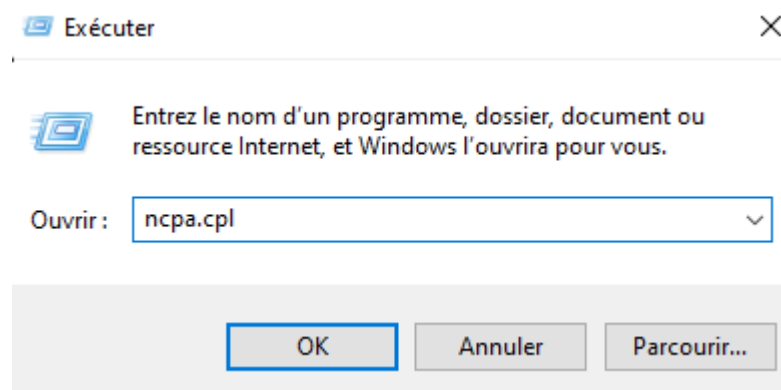 Exécuter
Entrez le nom d'un programme, dossier, document ou
ressource Internet, et Windows l'ouvrira pour vous.
Ouvrir : ncpa.cpl
OK Annuler Parcourir...